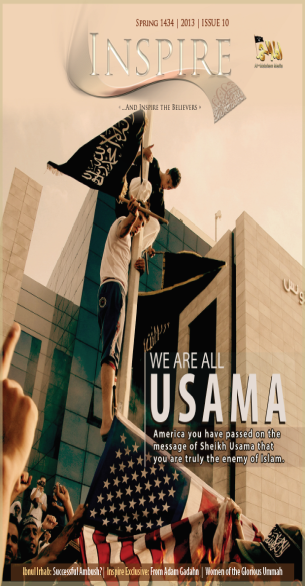 SPRING 1434 | 2013 | ISSUE 10
INSPIRE
«...AND INSPIRE THE BELIEVERS»
WE ARE ALL
USAMA
America you have passed on the
message of Sheikh Usama that
you are truly the enemy of Islam.
Ibnul Irhab: Successful Ambush? | Inspire Exclusive: From Adam Gadahn | Women of the Glorious Ummah